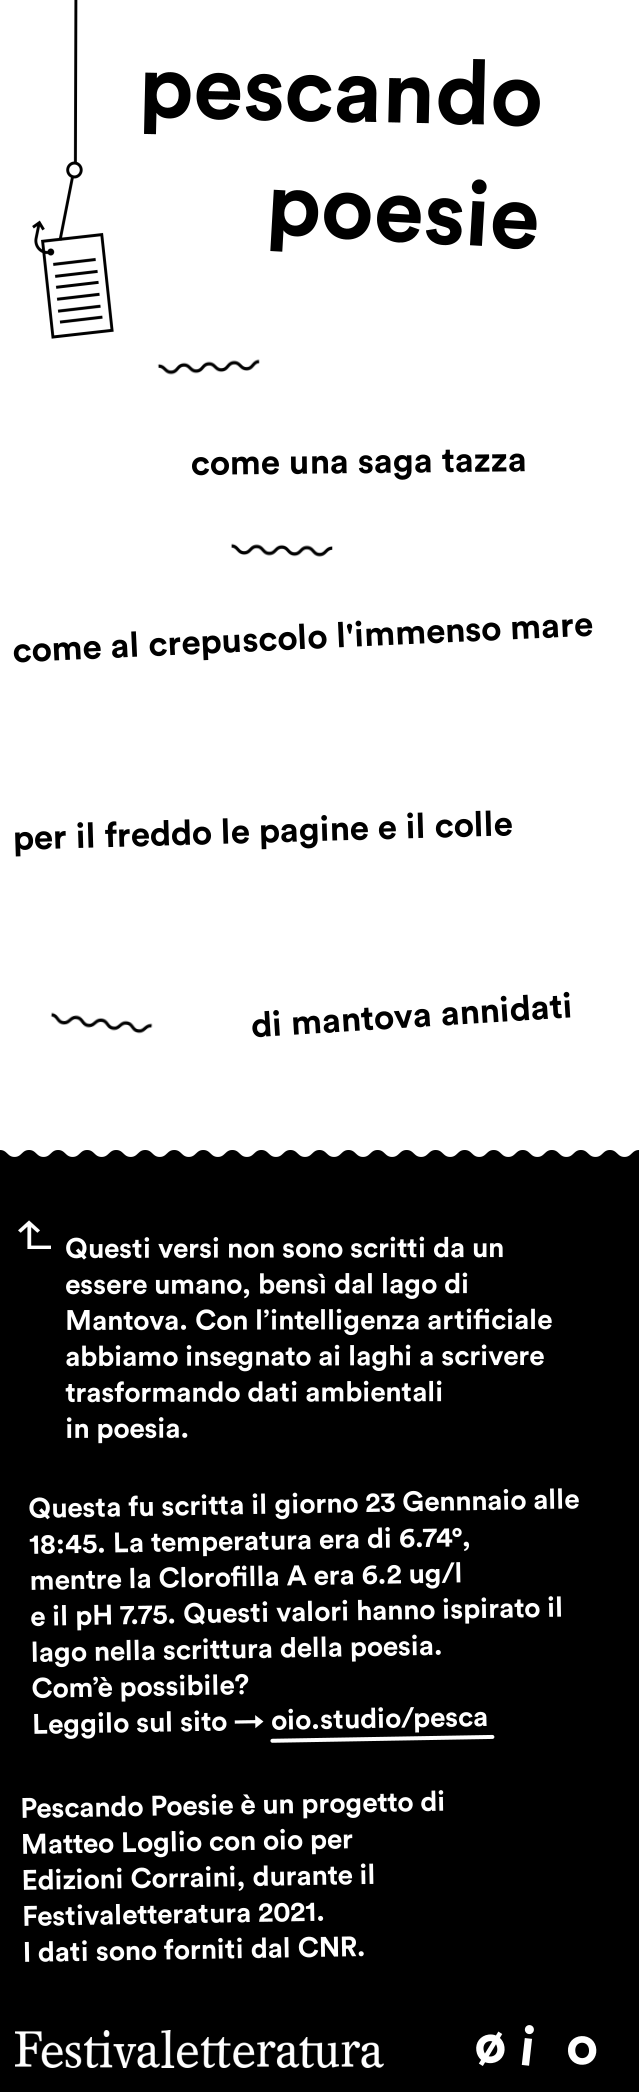 pescando
poesie
come una saga tazza
come al crepuscolo l'immenso mare
per il freddo le pagine e il colle
di mantova annidati
Questi versi non sono scritti da un
essere umano, bensì dal lago di
Mantova. Con l’intelligenza artificiale
abbiamo insegnato ai laghi a scrivere
trasformando dati ambientali
in poesia.
Questa fu scritta il giorno 23 Gennnaio alle
18:45. La temperatura era di 6.74°,
mentre la Clorofilla A era 6.2 ug/l
e il pH 7.75. Questi valori hanno ispirato il
lago nella scrittura della poesia.
Com’è possibile?
Leggilo sul sito → oio.studio/pesca
Pescando Poesie è un progetto di
Matteo Loglio con oio per
Edizioni Corraini, durante il
Festivaletteratura 2021.
I dati sono forniti dal CNR.
Festivaletteratura øio